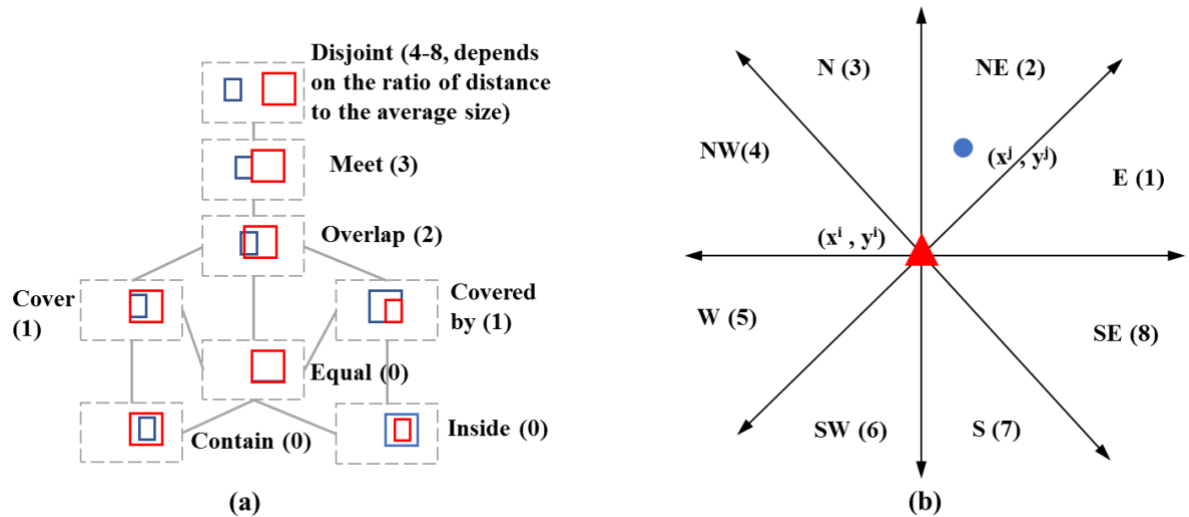 Disjoint (4-8, depends
on the ratio of distance
to the average size)
Meet (3)
Overlap (2)
Cover
(1)
Covered
by (1)
Equal (0)
Contain (0)
Inside (0)
(a)
N (3)
NE (2)
NW(4)
(xʲ , yʲ)
E (1)
(xⁱ , yⁱ)
W (5)
SE (8)
SW (6)
S (7)
(b)